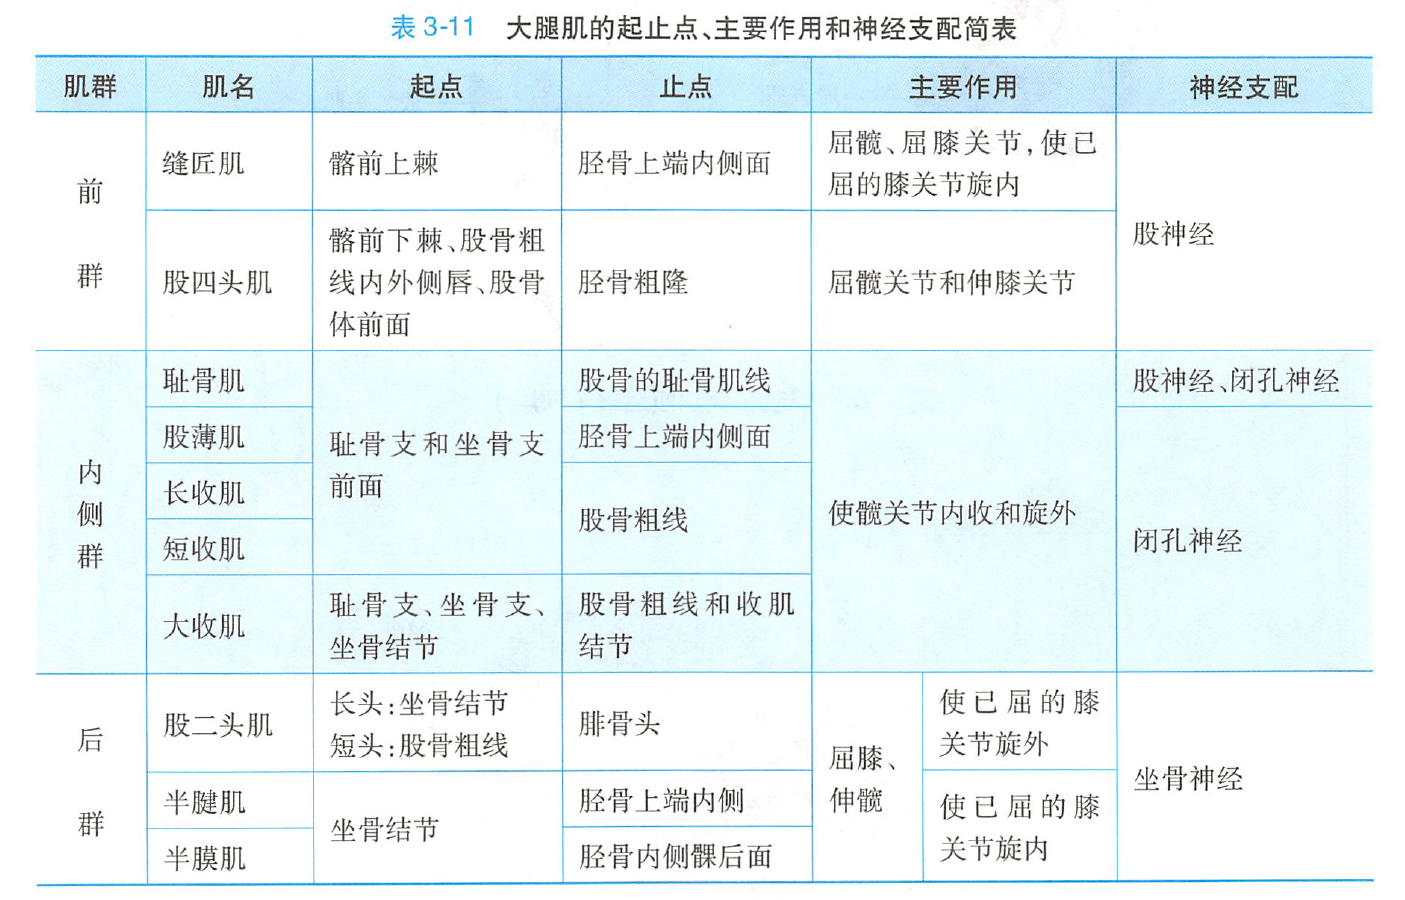 表 3-11 大腿肌的起止点、主要作用和神经支配简表
肌群 肌名 起点 止点 主要作用 神经支配
前
群
缝匠肌
髂前上棘
胫骨上端内侧面
屈髋、屈膝关节,使已
屈的膝关节旋内
股神经
股四头肌
髂前下棘、股骨粗
线内外侧唇、股骨
体前面
胫骨粗隆
屈髋关节和伸膝关节
内
侧
群
耻骨肌
耻骨支和坐骨支
前面
股骨的耻骨肌线
使髋关节内收和旋外
股神经、闭孔神经
股薄肌
胫骨上端内侧面
闭孔神经
长收肌
股骨粗线
短收肌
大收肌
耻骨支、坐骨支、
坐骨结节
股骨粗线和收肌
结节
后
群
股二头肌
长头:坐骨结节
短头:股骨粗线
腓骨头
屈膝、
伸髋
使已屈的膝
关节旋外
坐骨神经
半腱肌
坐骨结节
胫骨上端内侧
使已屈的膝
关节旋内
半膜肌
胫骨内侧髁后面